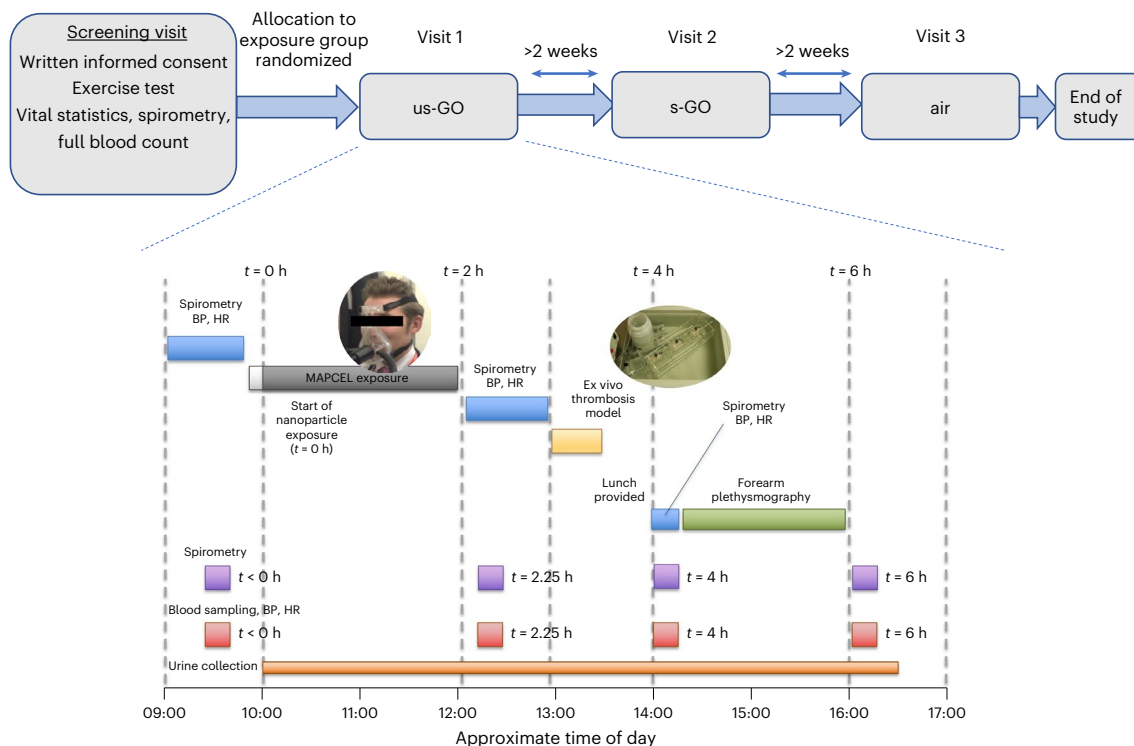 Screening visit
Written informed consent
Exercise test
Vital statistics, spirometry,
full blood count
Allocation to
exposure group
randomized
Visit 1
us-GO
>2 weeks
Visit 2
s-GO
>2 weeks
Visit 3
air
End of
study
t = 0 h
t = 2 h
t = 4 h
t = 6 h
Spirometry
BP, HR
MAPCEL exposure
Start of
nanoparticle
exposure
(t = 0 h)
Spirometry
BP, HR
Ex vivo
thrombosis
model
Spirometry
BP, HR
Lunch
provided
Forearm
plethysmography
Spirometry
t < 0 h
t = 2.25 h
t = 4 h
t = 6 h
Blood sampling, BP, HR
t < 0 h
t = 2.25 h
t = 4 h
t = 6 h
Urine collection
09:00 10:00 11:00 12:00 13:00 14:00 15:00 16:00 17:00
Approximate time of day